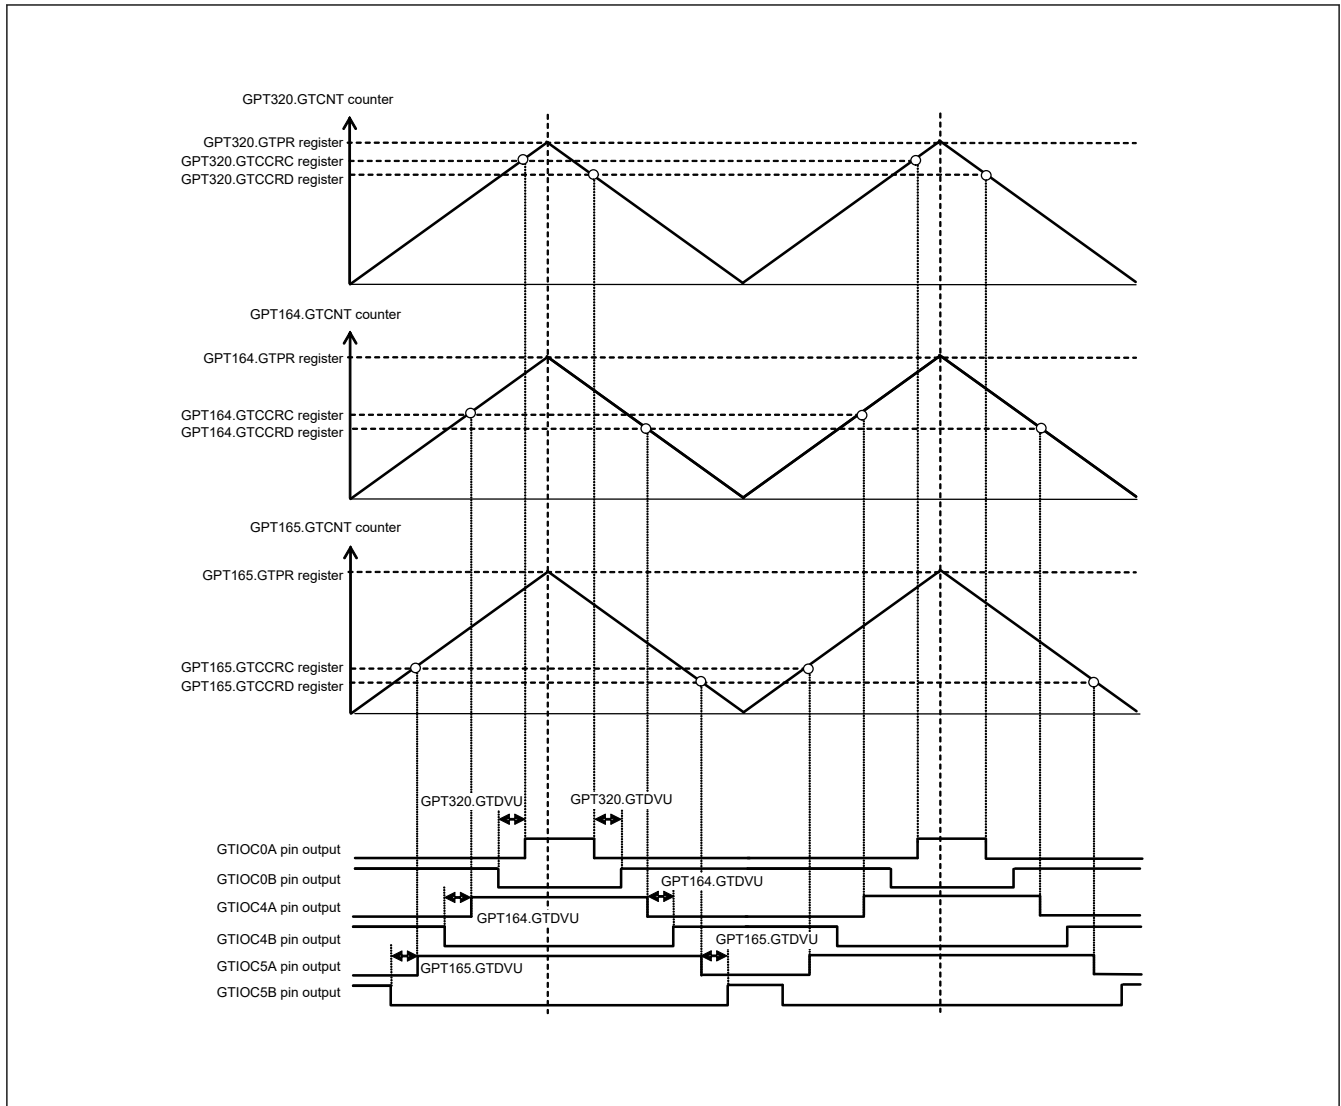 GPT320.GTCNT counter
GPT320.GTPR register
GPT320.GTCCRC register
GPT320.GTCCRD register
GPT164.GTCNT counter
GPT164.GTPR register
GPT164.GTCCRC register
GPT164.GTCCRD register
GPT165.GTCNT counter
GPT165.GTPR register
GPT165.GTCCRC register
GPT165.GTCCRD register
GPT320.GTDVU GPT320.GTDVU
GTIOC0A pin output
GTIOC0B pin output
GPT164.GTDVU
GTIOC4A pin output
GPT164.GTDVU
GTIOC4B pin output
GPT165.GTDVU
GTIOC5A pin output
GPT165.GTDVU
GTIOC5B pin output